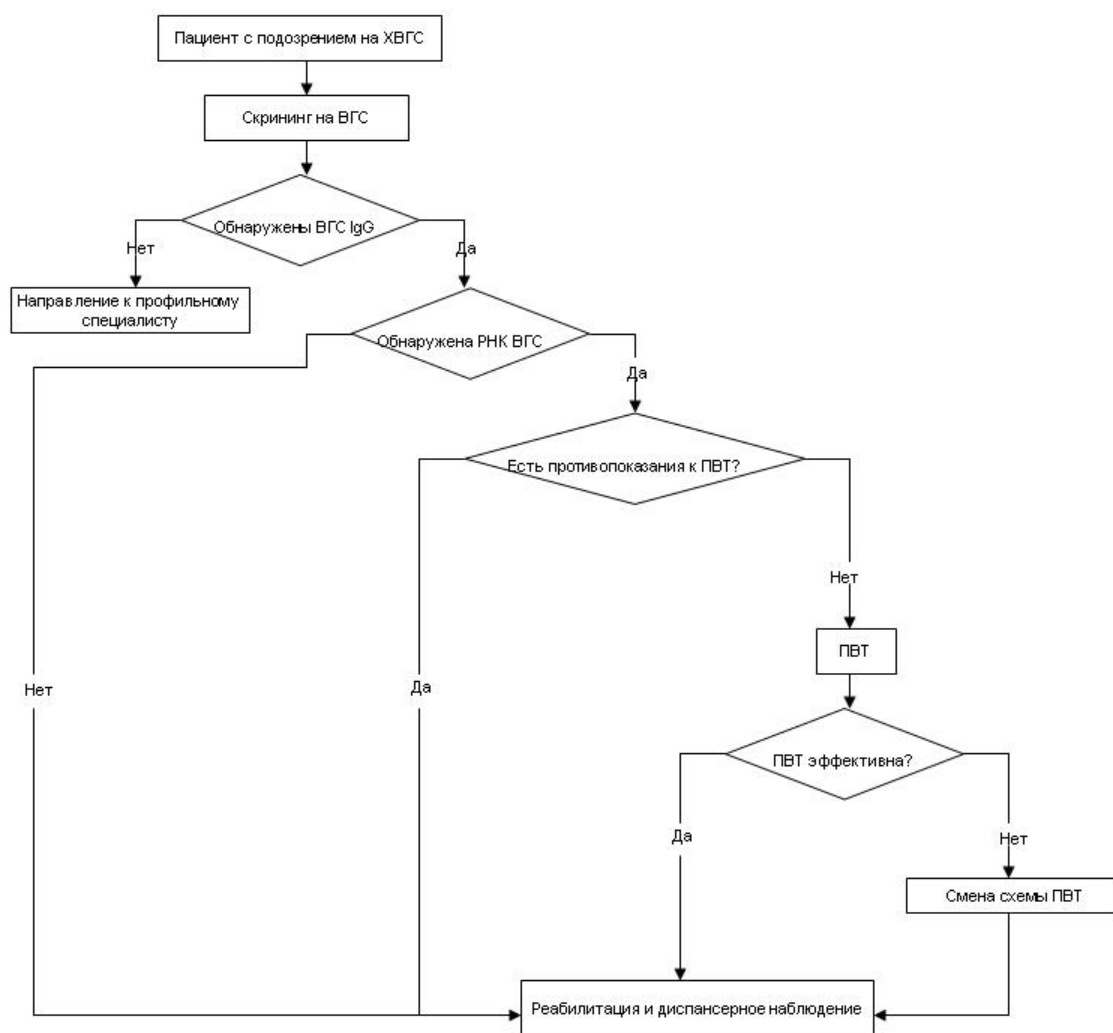 Пациент с подозрением на ХВГС
Скрининг на ВГС
Обнаружены ВГС IgG
Нет
Да
Направление к профильному
специалисту
Обнаружена РНК ВГС
Да
Есть противопоказания к ПВТ?
Нет
ПВТ
Нет
Да
ПВТ эффективна?
Да
Нет
Смена схемы ПВТ
Реабилитация и диспансерное наблюдение